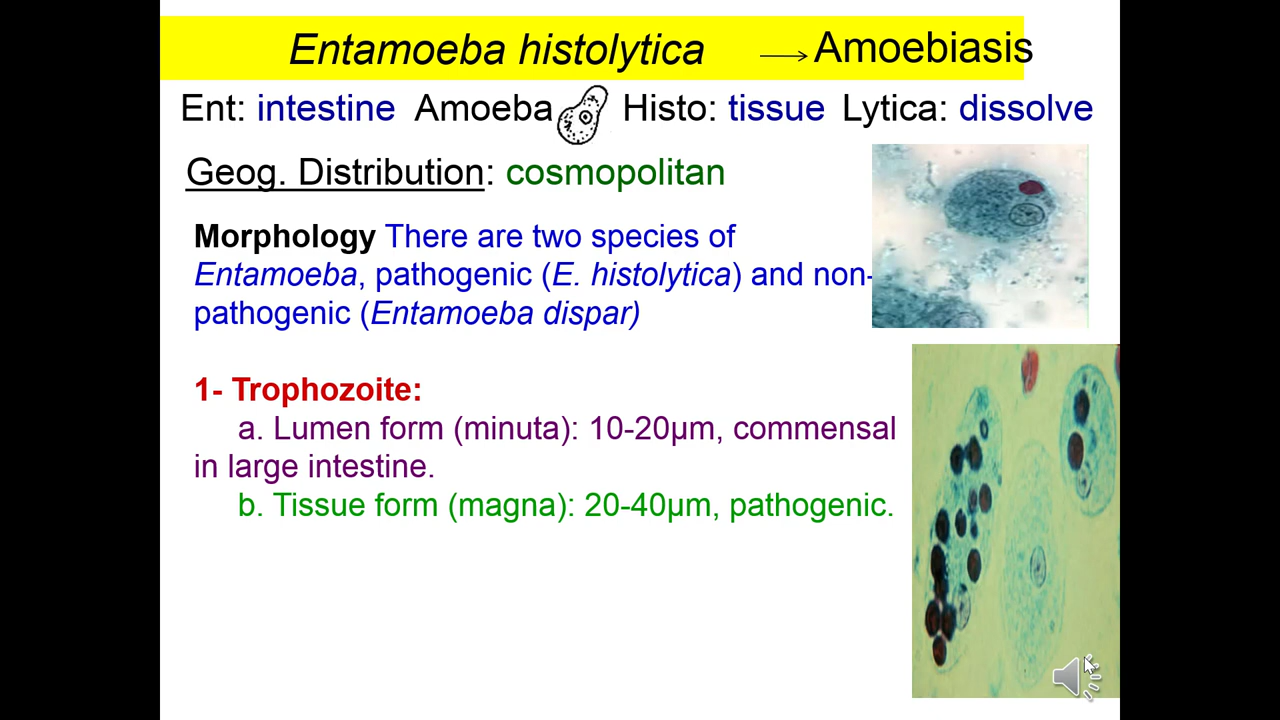 Entamoeba histolytica → Amoebiasis
Ent: intestine Amoeba Histo: tissue Lytica: dissolve
Geog. Distribution: cosmopolitan
Morphology There are two species of
Entamoeba, pathogenic (E. histolytica) and non-
pathogenic (Entamoeba dispar)
1- Trophozoite:
a. Lumen form (minuta): 10-20µm, commensal
in large intestine.
b. Tissue form (magna): 20-40µm, pathogenic.